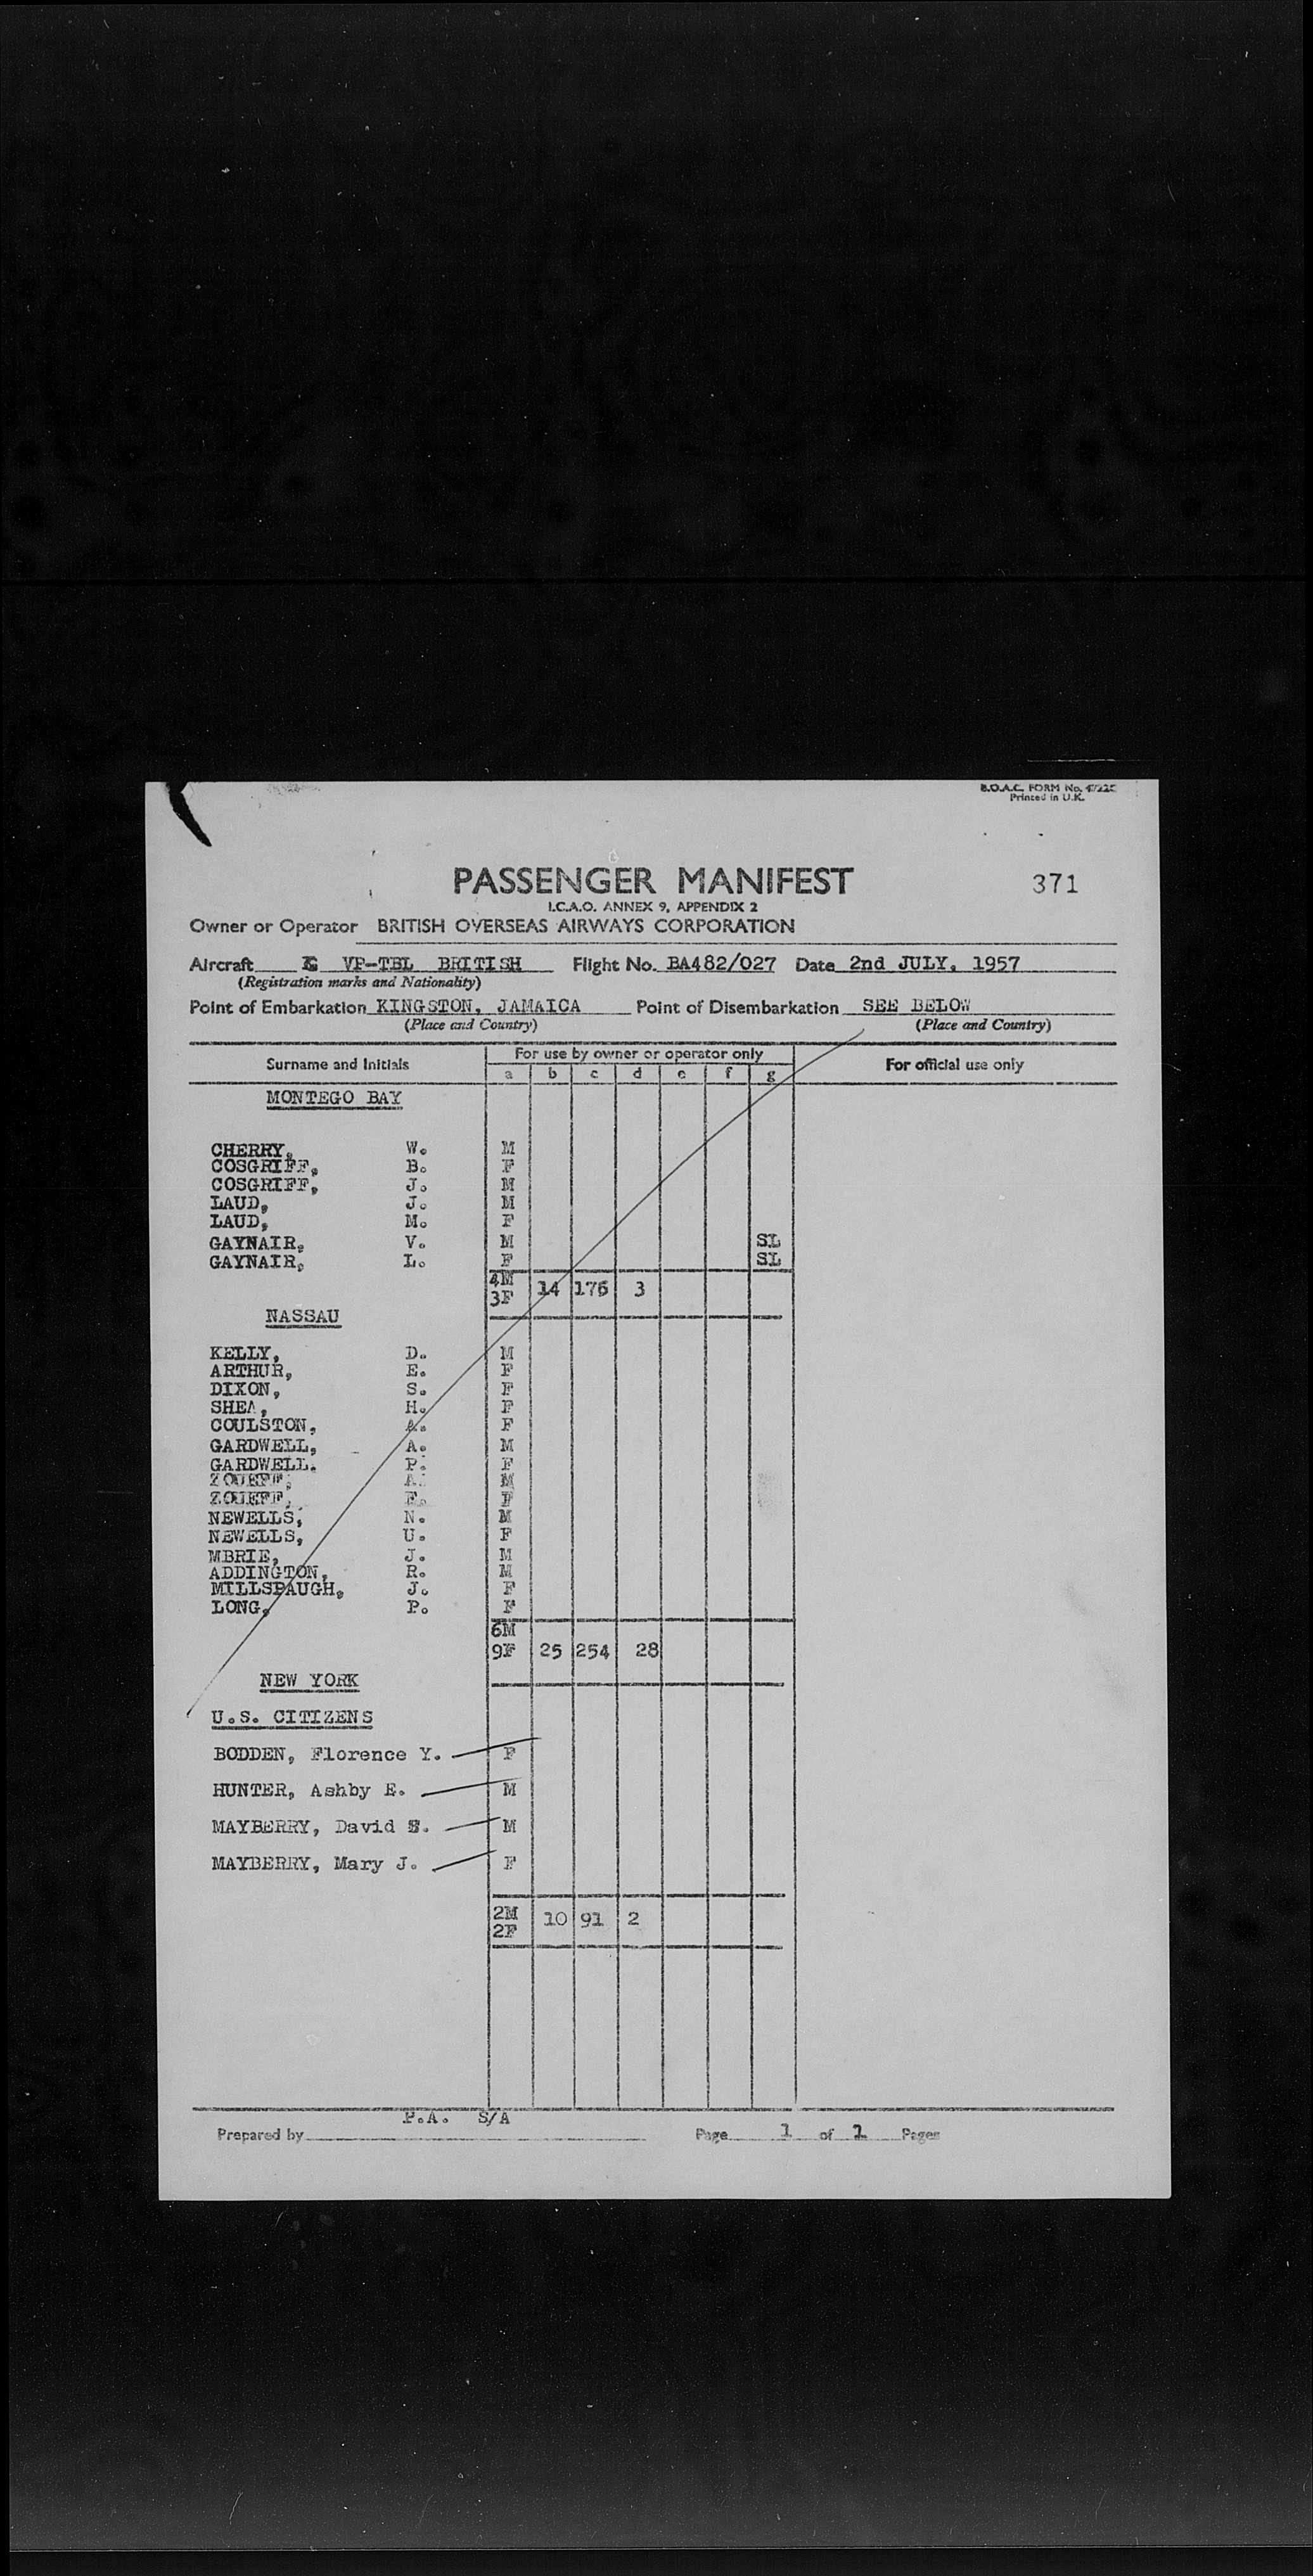 B.O.A.C. FORM No.
Printed in U.K.
PASSENGER MANIFEST 371
I.C.A.O. ANNEX 9, APPENDIX 2
Owner or Operator BRITISH OVERSEAS AIRWAYS CORPORATION
Aircraft VP-TBL BRITISH Flight No. BA482/027 Date 2nd JULY, 1957
(Registration marks and Nationality)
Point of Embarkation KINGSTON, JAMAICA Point of Disembarkation SEE BELOW
(Place and Country) (Place and Country)
Surname and Initials For use by owner or operator only For official use only
a b c d e f g
MONTEGO BAY
CHERRY, W. M
COSGRIFF, B. F
COSGRIFF, J. M
LAUD, J. M
LAUD, M. F
GAYNAIR, V. M SL
GAYNAIR, L. F SL
4M
3F 14 176 3
NASSAU
KELLY, D. M
ARTHUR, E. F
DIXON, S. F
SHEA, H. F
COULSTON, A. F
GARDWELL, A. M
GARDWELL. P. F
ZOUEFF, A. M
ZOUEFF, F. F
NEWELLS, N. M
NEWELLS, U. F
MBRIE, J. M
ADDINGTON, R. M
MILLSPAUGH, J. F
LONG, P. F
6M
9F 25 254 28
NEW YORK
U.S. CITIZENS
BODDEN, Florence Y. F
HUNTER, Ashby E. M
MAYBERRY, David M
MAYBERRY, Mary J. F
2M
2F 10 91 2
P.A. S/A
Prepared by Page 1 of 1 Pages